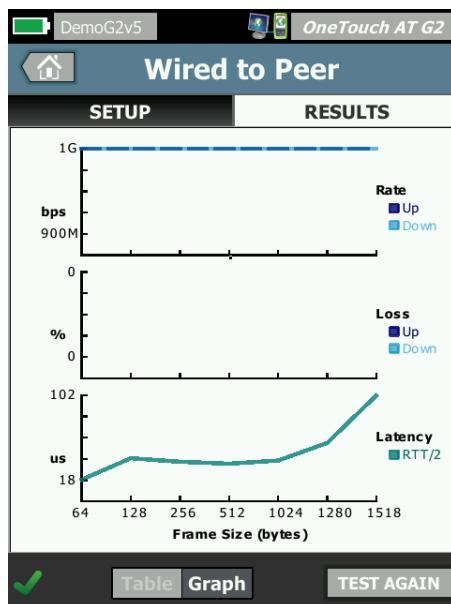 DemoG2v5
OneTouch AT G2
Wired to Peer
SETUP
RESULTS
1G
bps
900M
Rate
Up
Down
0
%
0
Loss
Up
Down
102
us
18
Latency
RTT/2
64 128 256 512 1024 1280 1518
Frame Size (bytes)
Table Graph
TEST AGAIN